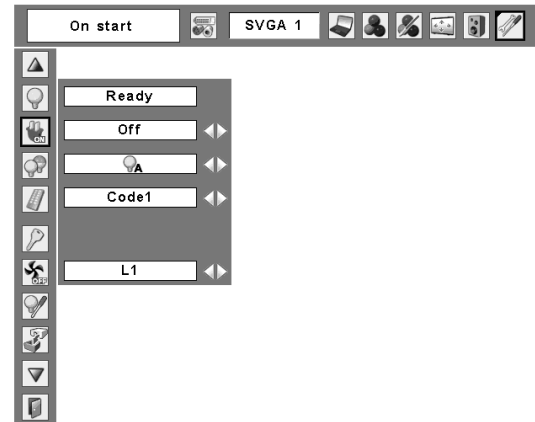 On start
SVGA 1
Ready
ON
Off
A
Code1
OFF
L1